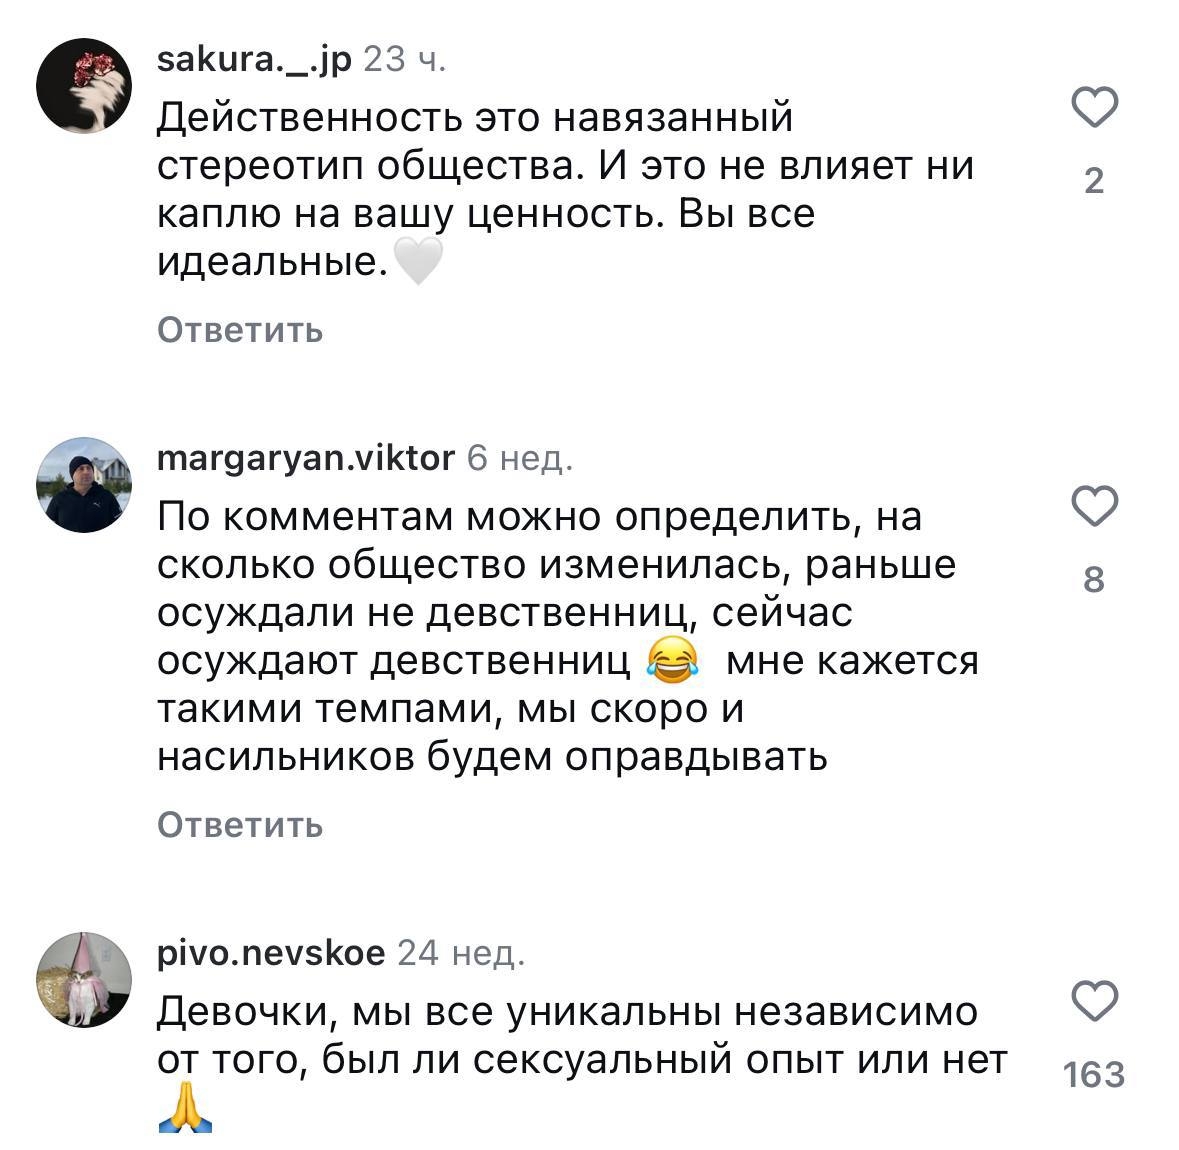 sakura._.jp 23 ч.
Действенность это навязанный
стереотип общества. И это не влияет ни
каплю на вашу ценность. Вы все
идеальные.🤍
2
Ответить
margaryan.viktor 6 нед.
По комментам можно определить, на
сколько общество изменилась, раньше
осуждали не девственниц, сейчас
осуждают девственниц 😂 мне кажется
такими темпами, мы скоро и
насильников будем оправдывать
8
Ответить
pivo.nevskoe 24 нед.
Девочки, мы все уникальны независимо
от того, был ли сексуальный опыт или нет
🙏
163